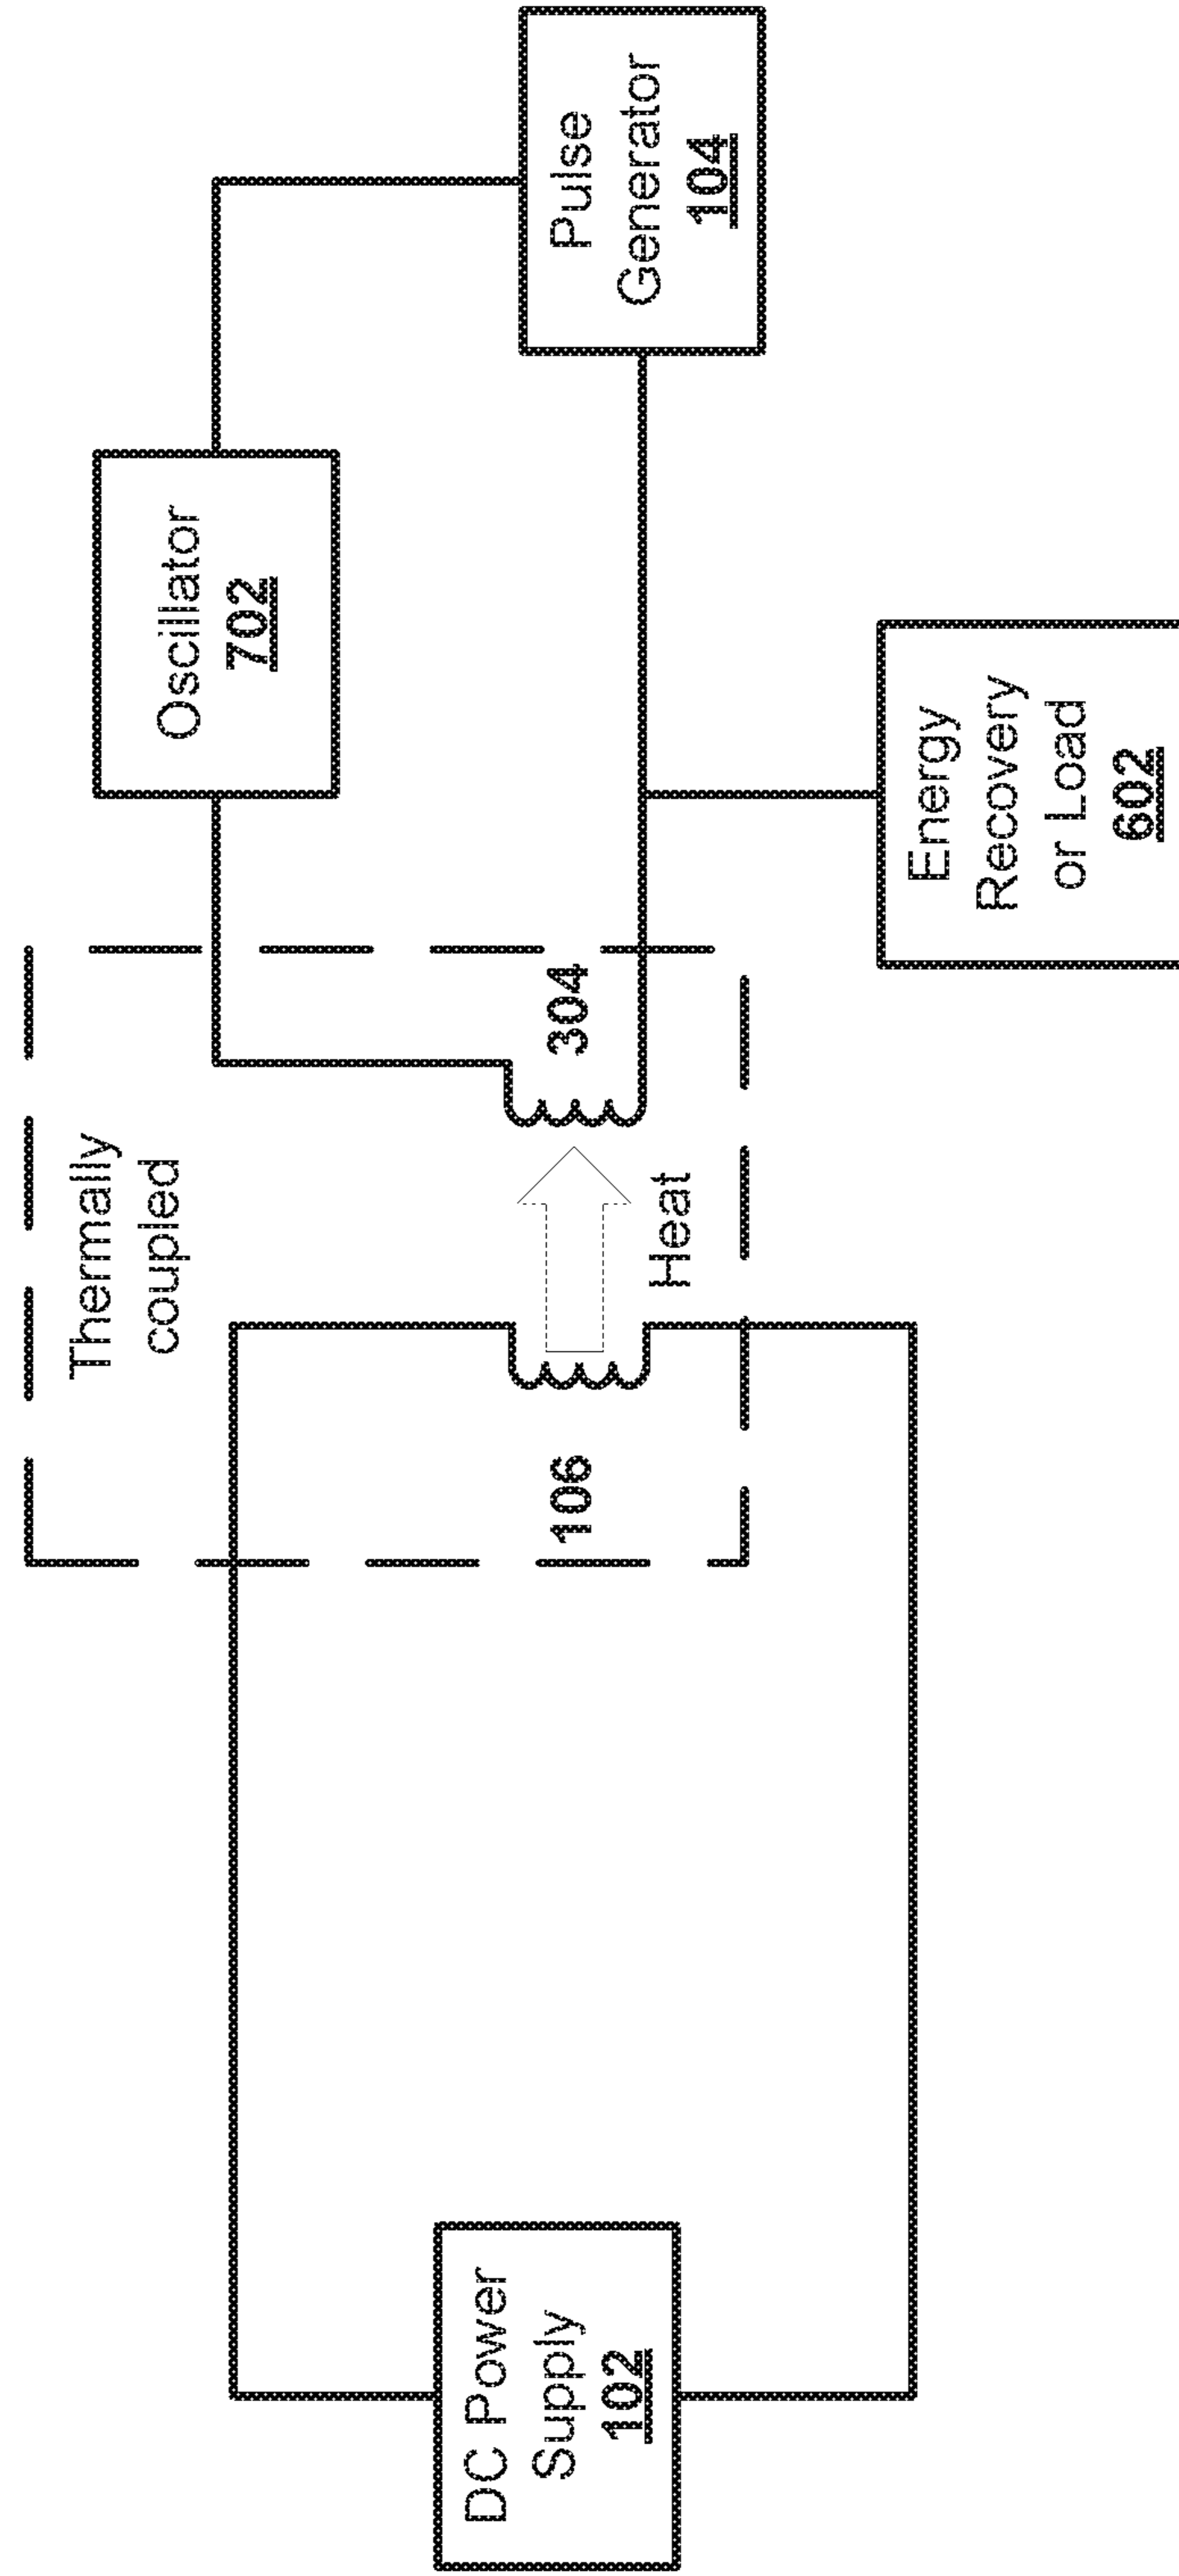 DC Power
Supply
102
106
Thermally
coupled
Heat
304
Oscillator
702
Energy
Recovery
or Load
602
Pulse
Generator
104